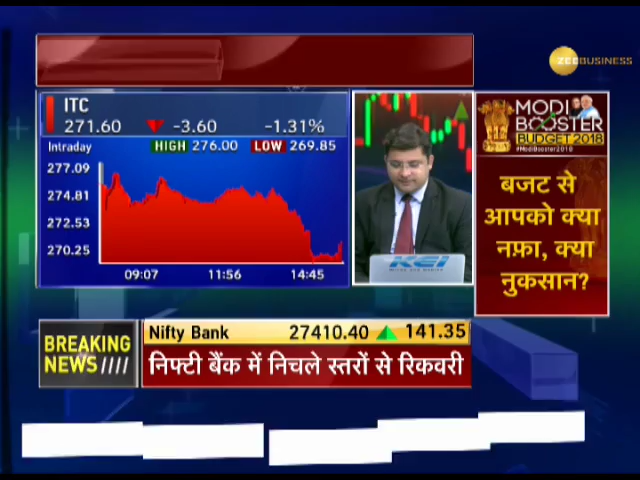 ZEEBUSINESS
ITC
271.60 -3.60 -1.31%
Intraday HIGH 276.00 LOW 269.85
277.09
274.81
272.53
270.25
09:07 11:56 14:45
KEI
MODI
BOOSTER
BUDGET 2018
#ModiBooster2018
बजट से
आपको क्या
नफ़ा, क्या
नुकसान?
BREAKING
NEWS
Nifty Bank 27410.40 141.35
निफ्टी बैंक में निचले स्तरों से रिकवरी